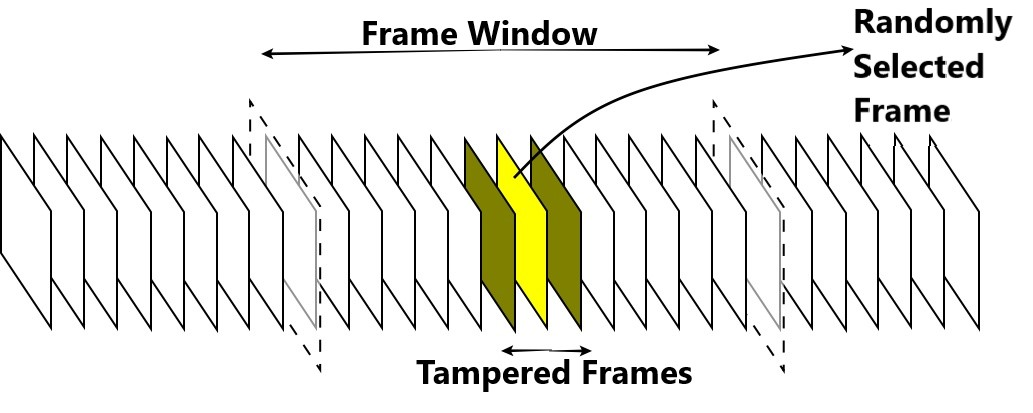 Frame Window
Randomly
Selected
Frame
Tampered Frames